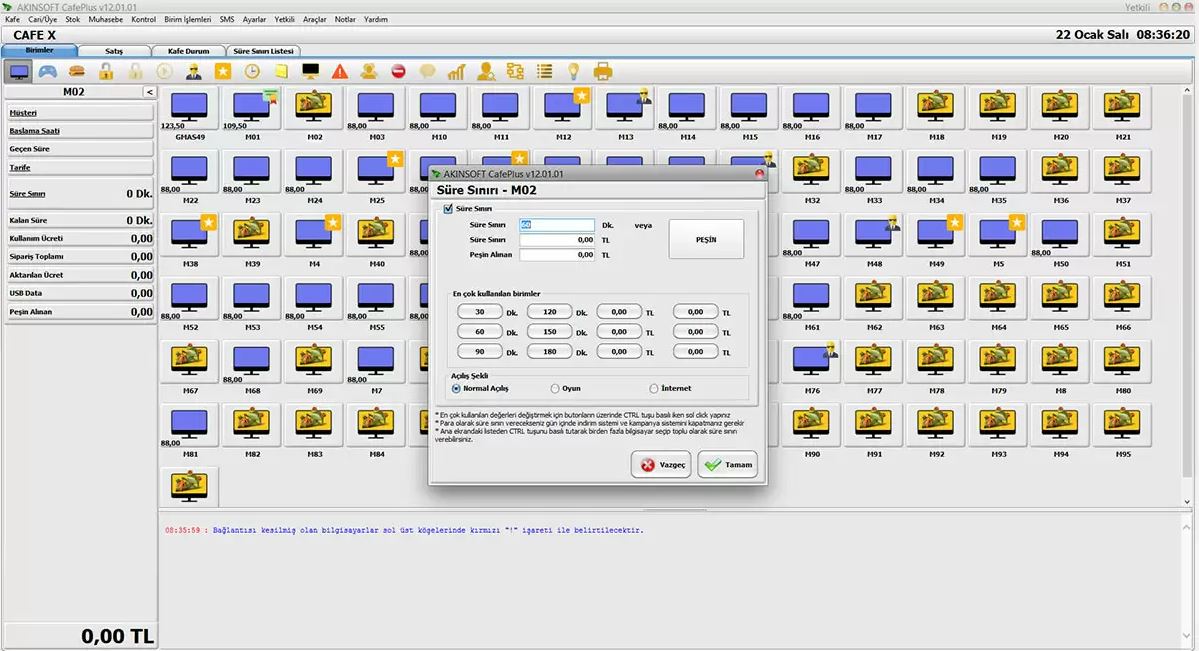 AKINSOFT CafePlus v12.01.01 Yetkili
Kafe Cari/Üye Stok Muhasebe Kontrol Birim İşlemleri SMS Ayarlar Yetkili Araçlar Notlar Yardım
CAFE X 22 Ocak Salı 08:36:20
Birimler Satış Kafe Durum Süre Sınırı Listesi
M02 <
Müşteri
Baslama Saati
Geçen Süre
Tarife
Süre Sınırı 0 Dk.
Kalan Süre 0 Dk.
Kullanım Ücreti 0,00
Sipariş Toplamı 0,00
Aktarılan Ücret 0,00
USB Data 0,00
Peşin Alınan 0,00
0,00 TL
123,50 109,50 88,00 88,00 88,00 88,00 88,00 88,00 88,00 88,00
GMAS49 M01 M02 M03 M10 M11 M12 M13 M14 M15 M16 M17 M18 M19 M20 M21
88,00 88,00 88,00 88,00 88,00 88,00
M22 M23 M24 M25 M32 M33 M34 M35 M36 M37
88,00 88,00
M38 M39 M4 M40 M47 M48 M49 M5 M50 M51
88,00 88,00 88,00 88,00 88,00
M52 M53 M54 M55 M61 M62 M63 M64 M65 M66
88,00 88,00
M67 M68 M69 M7 M76 M77 M78 M79 M8 M80
88,00
M81 M82 M83 M84 M90 M91 M92 M93 M94 M95
AKINSOFT CafePlus v12.01.01
Süre Sınırı - M02
Süre Sınırı
Süre Sınırı 60 Dk. veya
Süre Sınırı 0,00 TL
Peşin Alınan 0,00 TL
PEŞİN
En çok kullanılan birimler
30 Dk. 120 Dk. 0,00 TL 0,00 TL
60 Dk. 150 Dk. 0,00 TL 0,00 TL
90 Dk. 180 Dk. 0,00 TL 0,00 TL
Açılış Şekli
Normal Açılış Oyun İnternet
* En çok kullanılan değerleri değiştirmek için butonların üzerinde CTRL tuşu basılı iken sol click yapınız
* Para olarak süre sınırı verecekseniz gün içinde indirim sistemi ve kampanya sistemini kapatmanız gerekir
* Ana ekrandaki listeden CTRL tuşunu basılı tutarak birden fazla bilgisayar seçip toplu olarak süre sınırı
verebilirsiniz.
Vazgeç Tamam
08:35:59 : Bağlantısı kesilmiş olan bilgisayarlar sol üst köşelerinde kırmızı "!" işareti ile belirtilecektir.